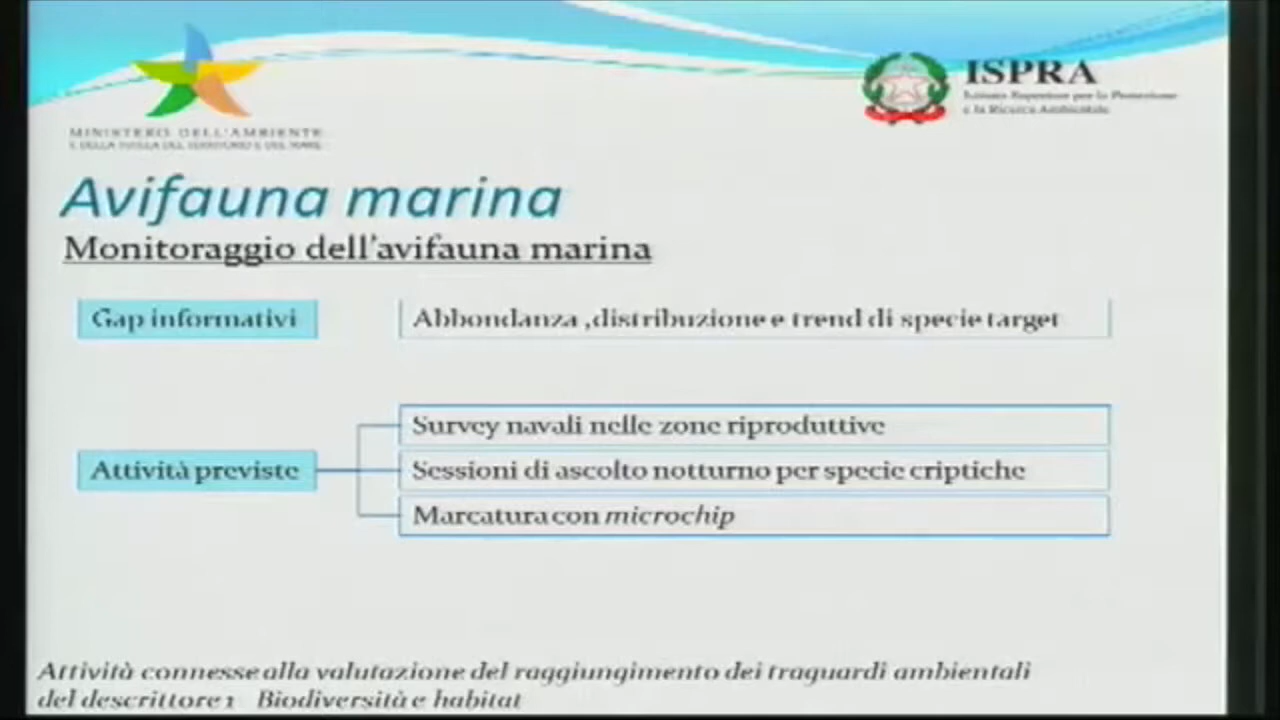 MINISTERO DELL'AMBIENTE
E DELLA TUTELA DEL TERRITORIO E DEL MARE
ISPRA
Istituto Superiore per la Protezione
e la Ricerca Ambientale
Avifauna marina
Monitoraggio dell'avifauna marina
Gap informativi
Abbondanza ,distribuzione e trend di specie target
Survey navali nelle zone riproduttive
Attività previste
Sessioni di ascolto notturno per specie criptiche
Marcatura con microchip
Attività connesse alla valutazione del raggiungimento dei traguardi ambientali
del descrittore 1 Biodiversità e habitat